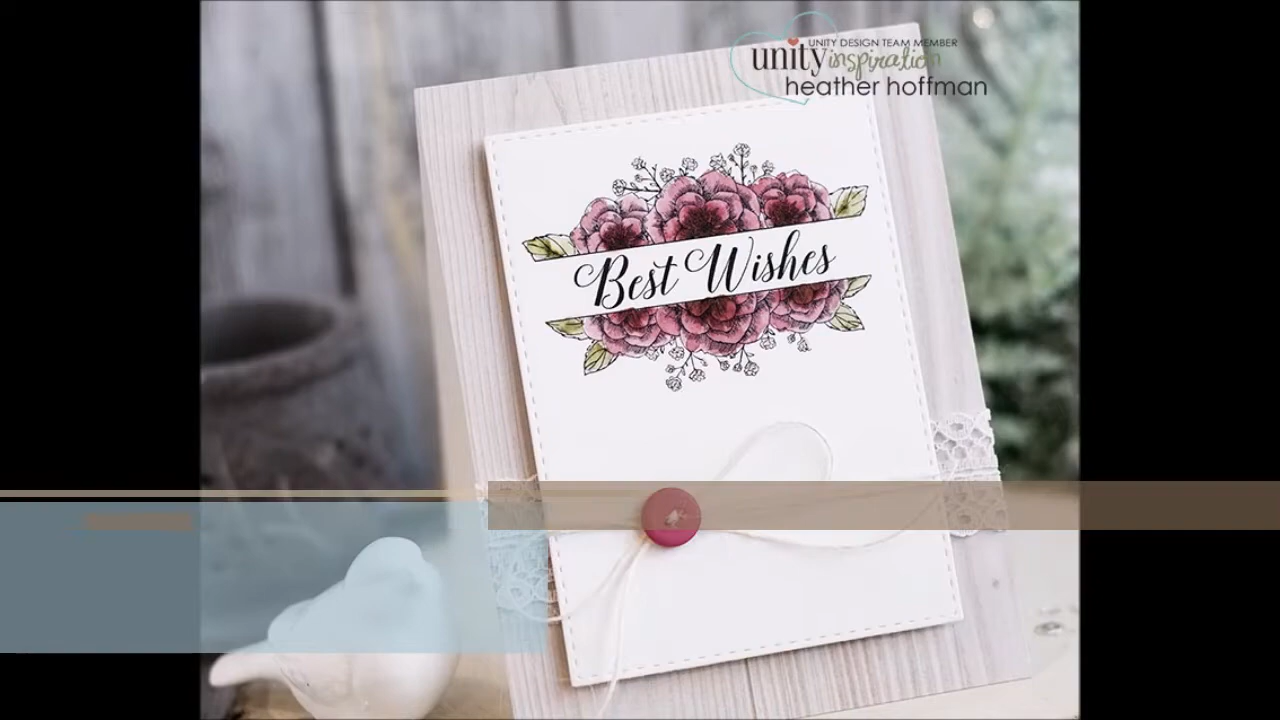 UNITY DESIGN TEAM MEMBER
unity inspiration
heather hoffman
Best Wishes